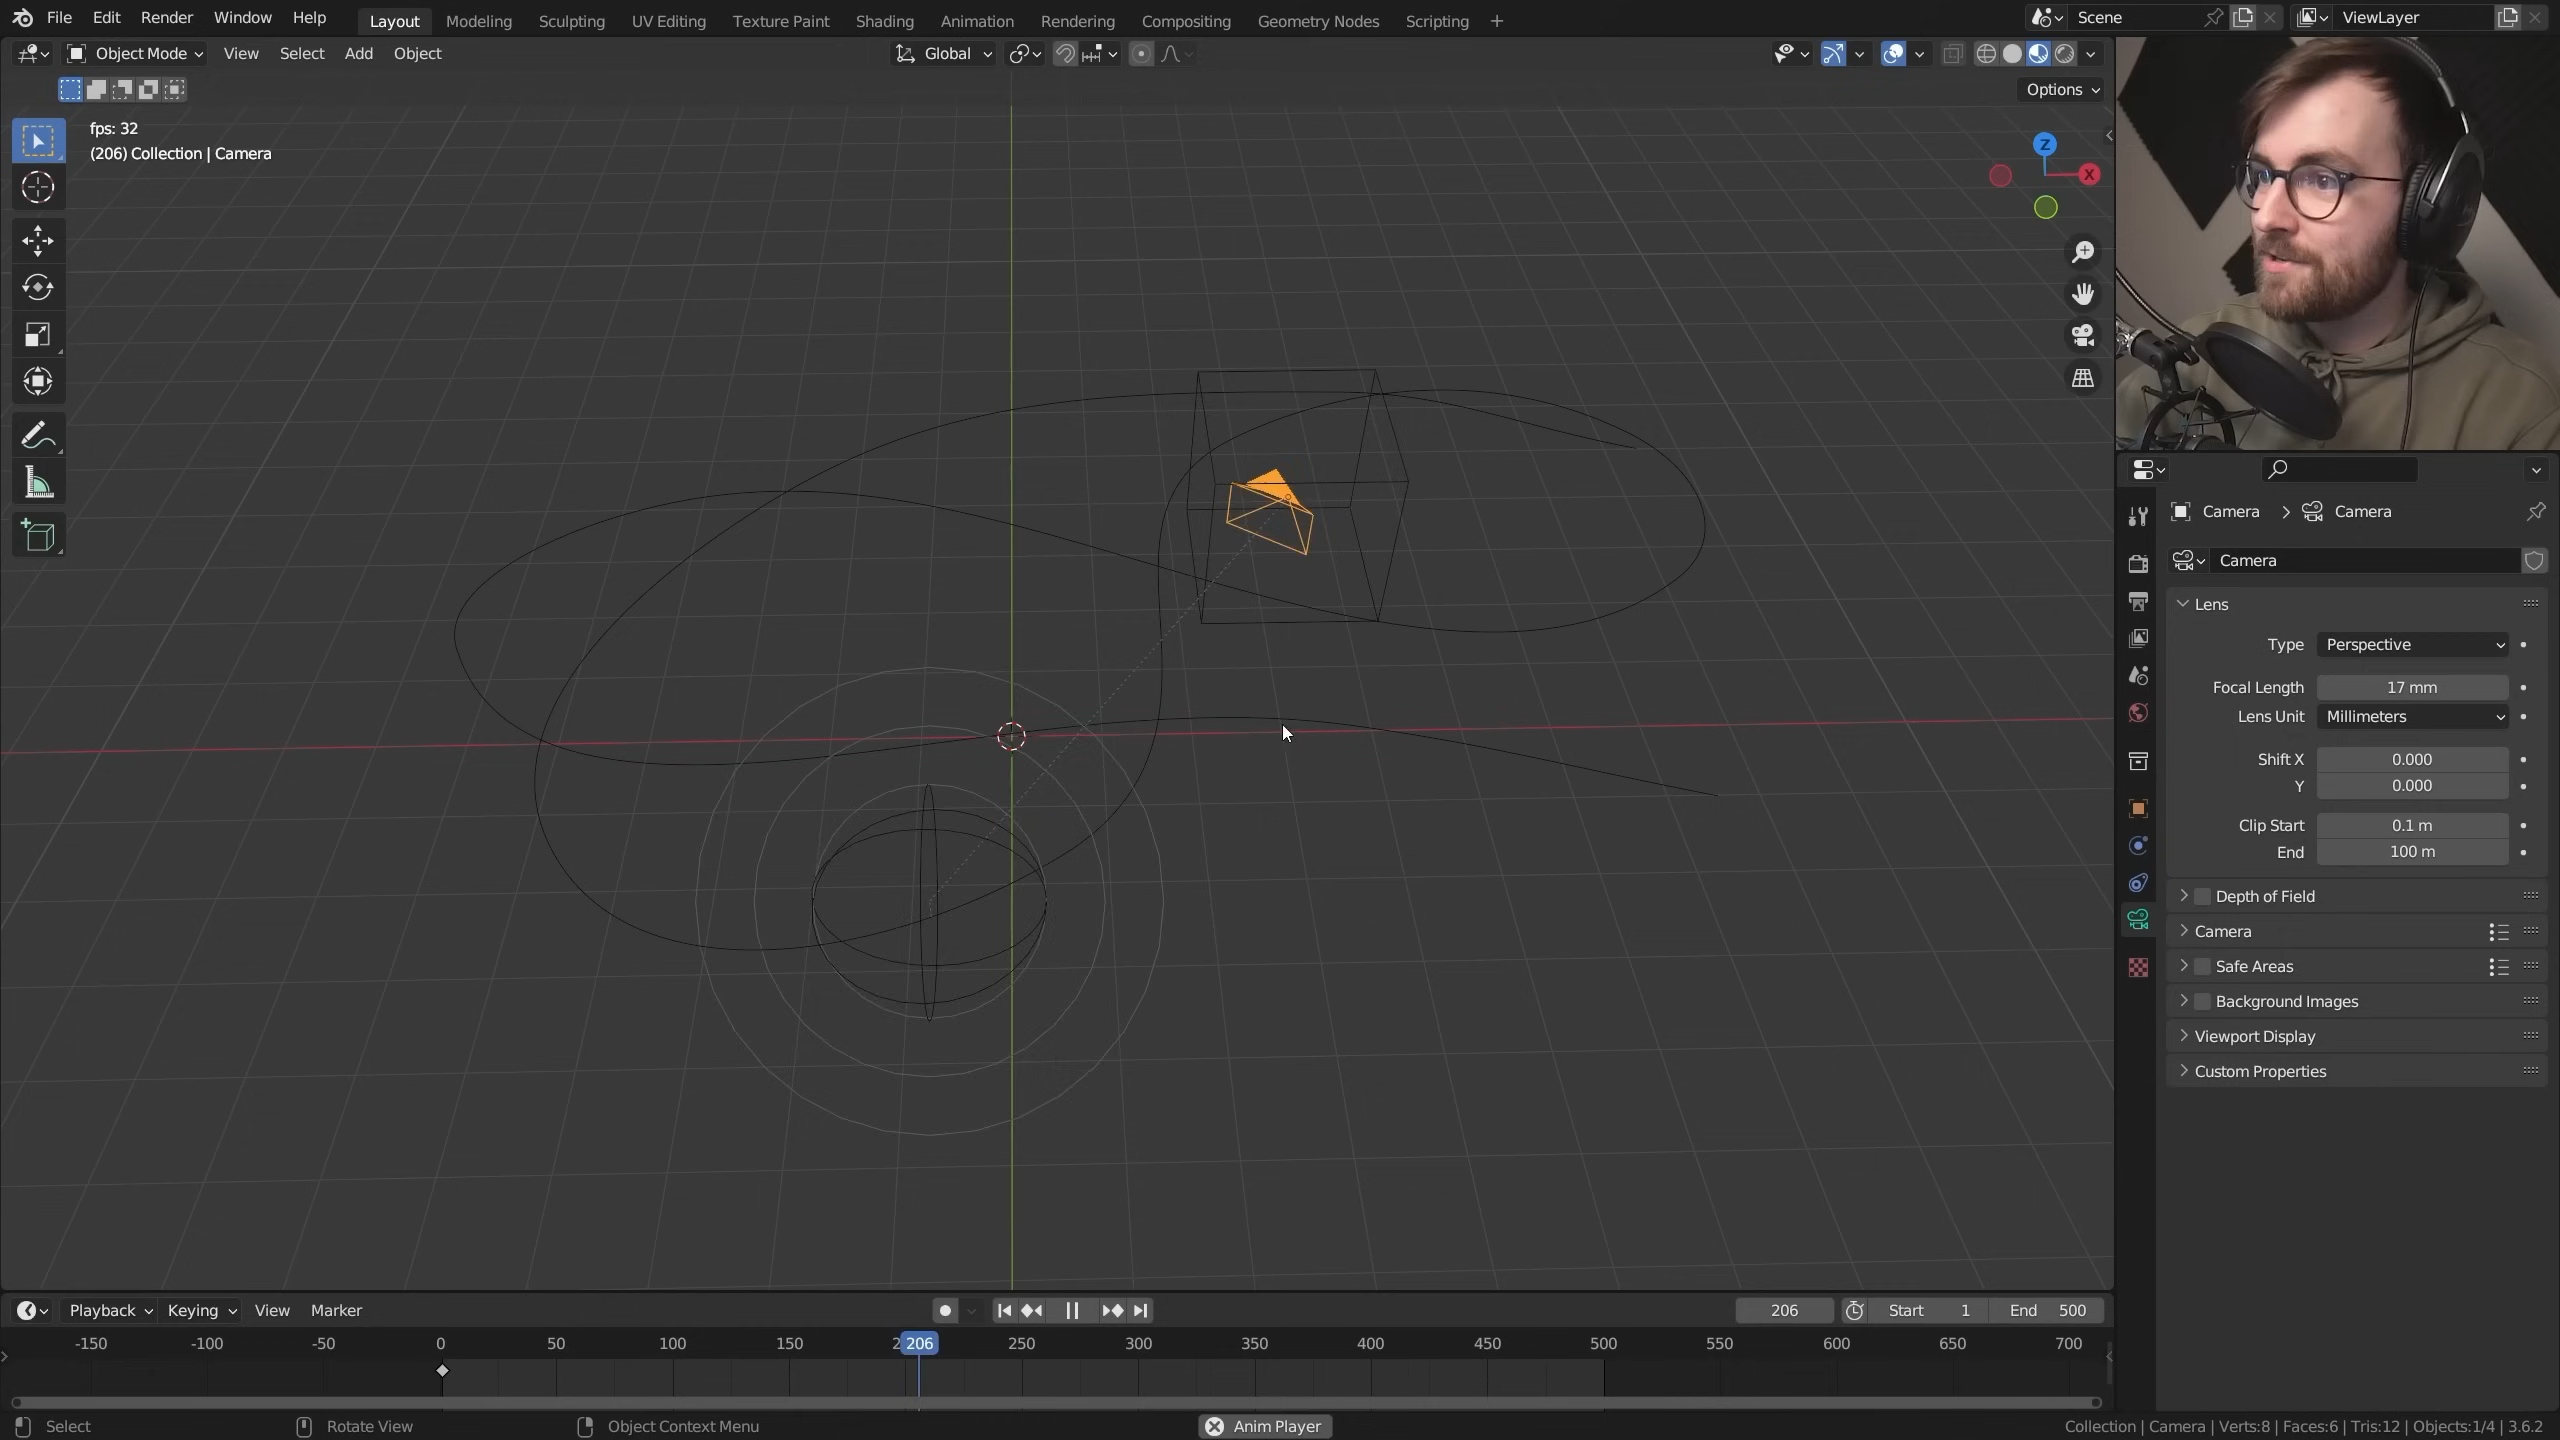 File Edit Render Window Help Layout Modeling Sculpting UV Editing Texture Paint Shading Animation Rendering Compositing Geometry Nodes Scripting + Scene ViewLayer
Object Mode View Select Add Object Global
Options
fps: 32
(206) Collection | Camera
Z
X
Camera > Camera
Camera
Lens
Type Perspective
Focal Length 17 mm
Lens Unit Millimeters
Shift X 0.000
Y 0.000
Clip Start 0.1 m
End 100 m
Depth of Field
Camera
Safe Areas
Background Images
Viewport Display
Custom Properties
Playback Keying View Marker 206 Start 1 End 500
-150 -100 -50 0 50 100 150 206 250 300 350 400 450 500 550 600 650 700
Select Rotate View Object Context Menu Anim Player Collection | Camera | Verts:8 | Faces:6 | Tris:12 | Objects:1/4 | 3.6.2